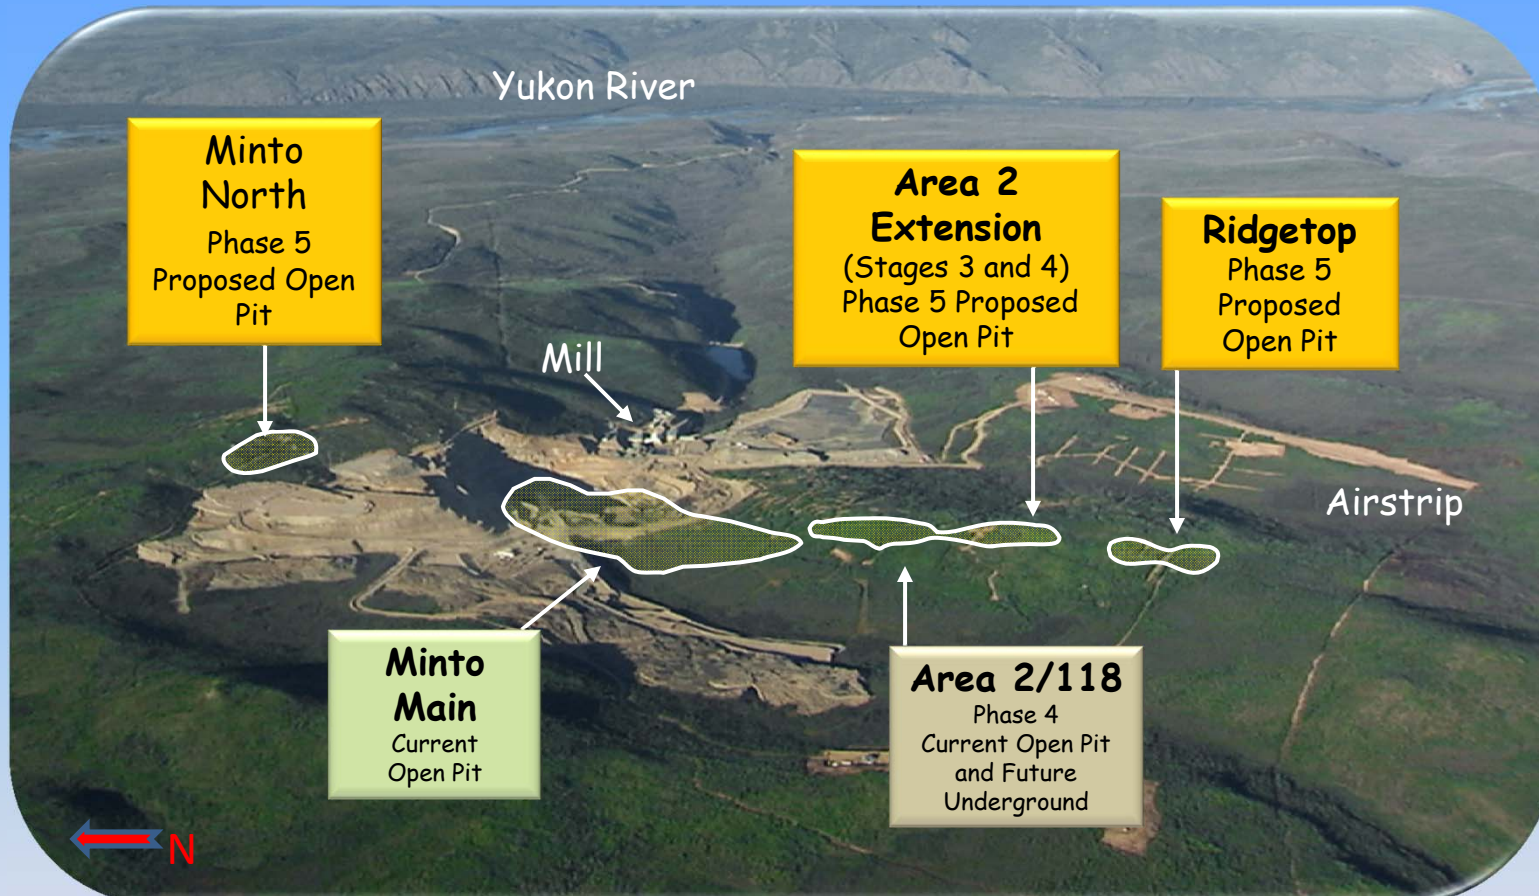 Yukon River
Minto
North
Phase 5
Proposed Open
Pit
Area 2
Extension
(Stages 3 and 4)
Phase 5 Proposed
Open Pit
Ridgetop
Phase 5
Proposed
Open Pit
Mill
Airstrip
Minto
Main
Current
Open Pit
Area 2/118
Phase 4
Current Open Pit
and Future
Underground
N